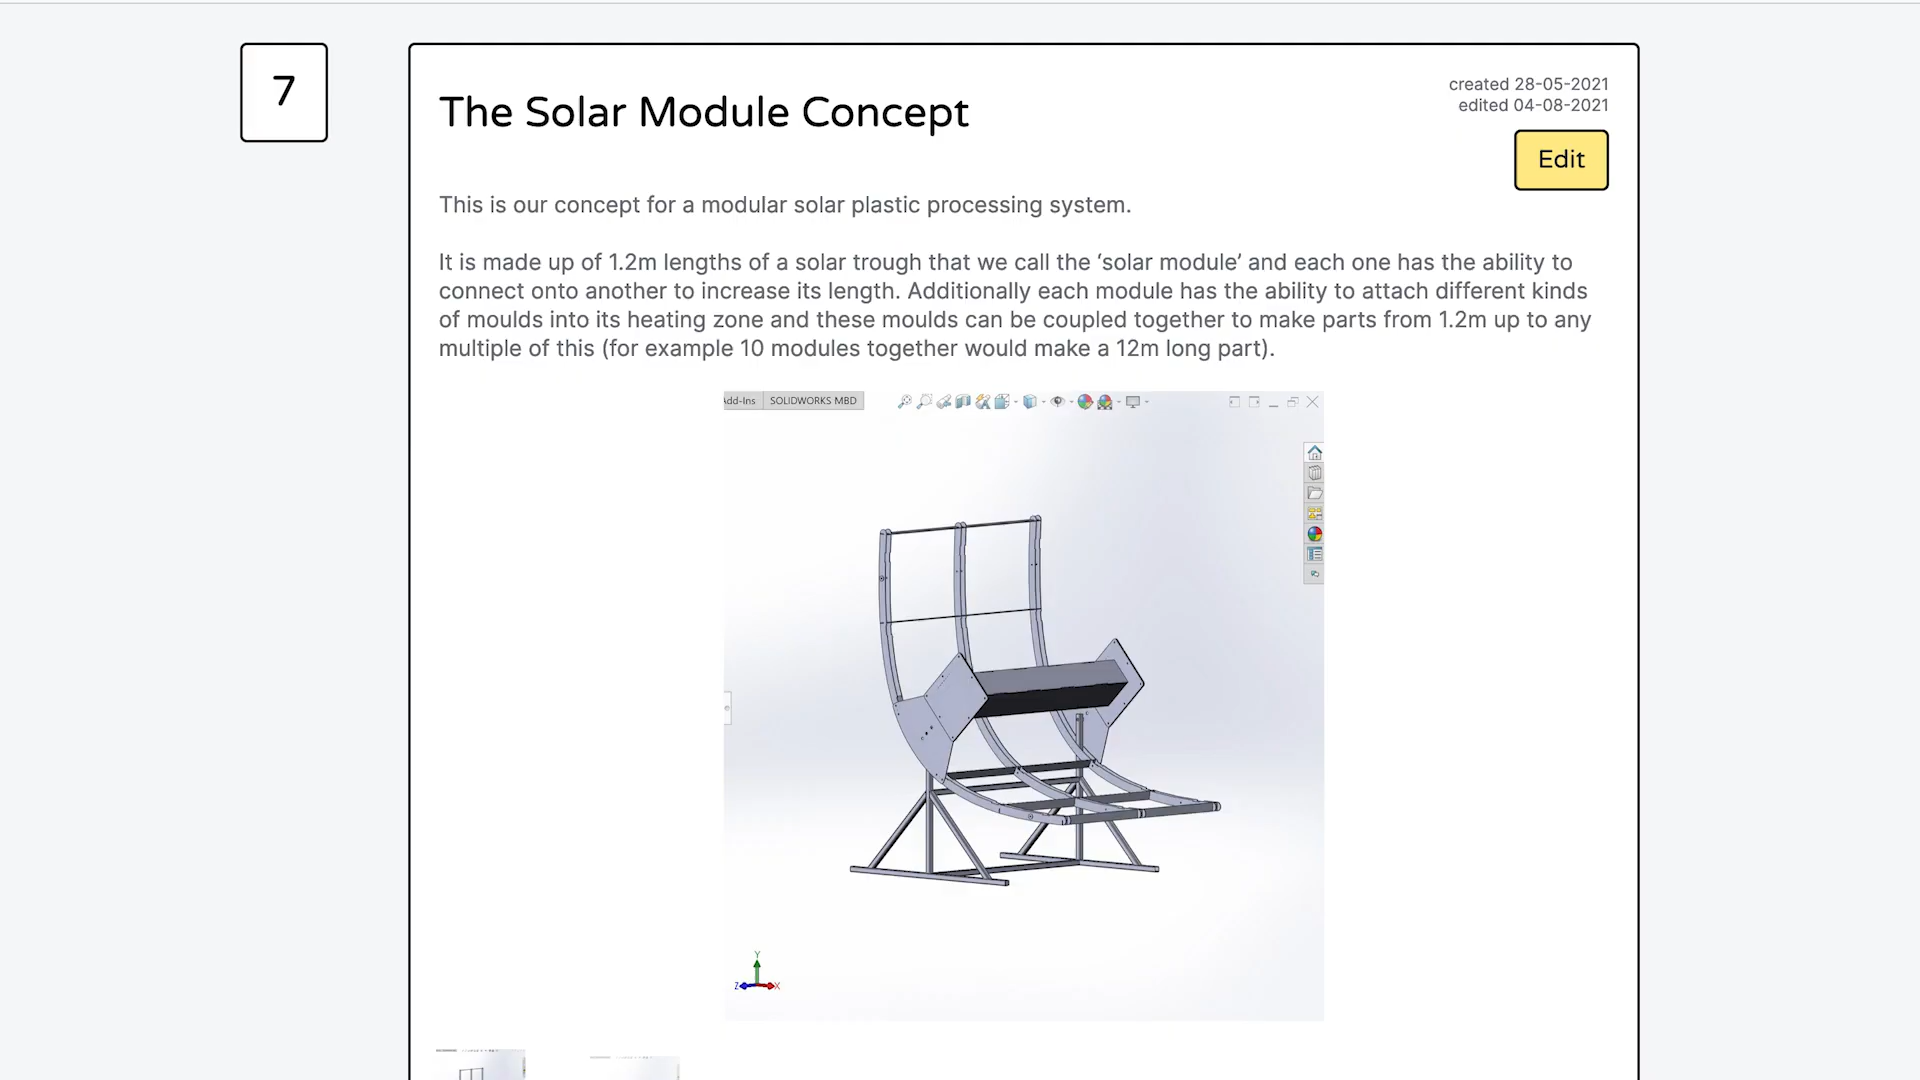 7
The Solar Module Concept
created 28-05-2021
edited 04-08-2021
Edit
This is our concept for a modular solar plastic processing system.
It is made up of 1.2m lengths of a solar trough that we call the ‘solar module’ and each one has the ability to
connect onto another to increase its length. Additionally each module has the ability to attach different kinds
of moulds into its heating zone and these moulds can be coupled together to make parts from 1.2m up to any
multiple of this (for example 10 modules together would make a 12m long part).
Add-Ins SOLIDWORKS MBD
Y
Z X